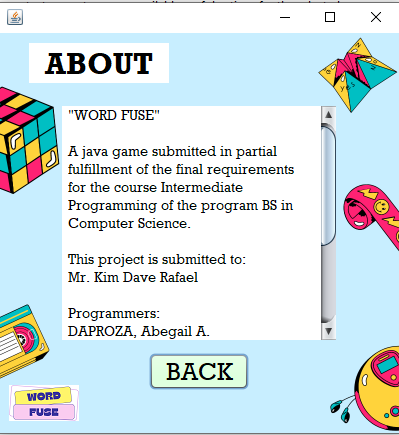 ABOUT
"WORD FUSE"
A java game submitted in partial
fulfillment of the final requirements
for the course Intermediate
Programming of the program BS in
Computer Science.
This project is submitted to:
Mr. Kim Dave Rafael
Programmers:
DAPROZA, Abegail A.
BACK
WORD
FUSE